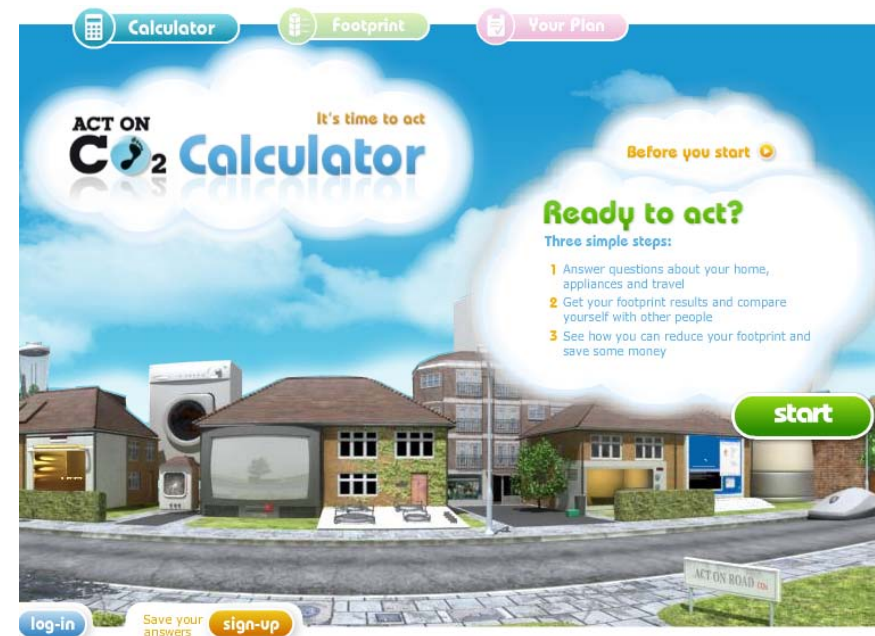 Calculator
Footprint
Your Plan
It's time to act
ACT ON
CO2 Calculator
Before you start
Ready to act?
Three simple steps:
1 Answer questions about your home,
appliances and travel
2 Get your footprint results and compare
yourself with other people
3 See how you can reduce your footprint and
save some money
start
ACT ON ROAD CO2
log-in
Save your
answers
sign-up